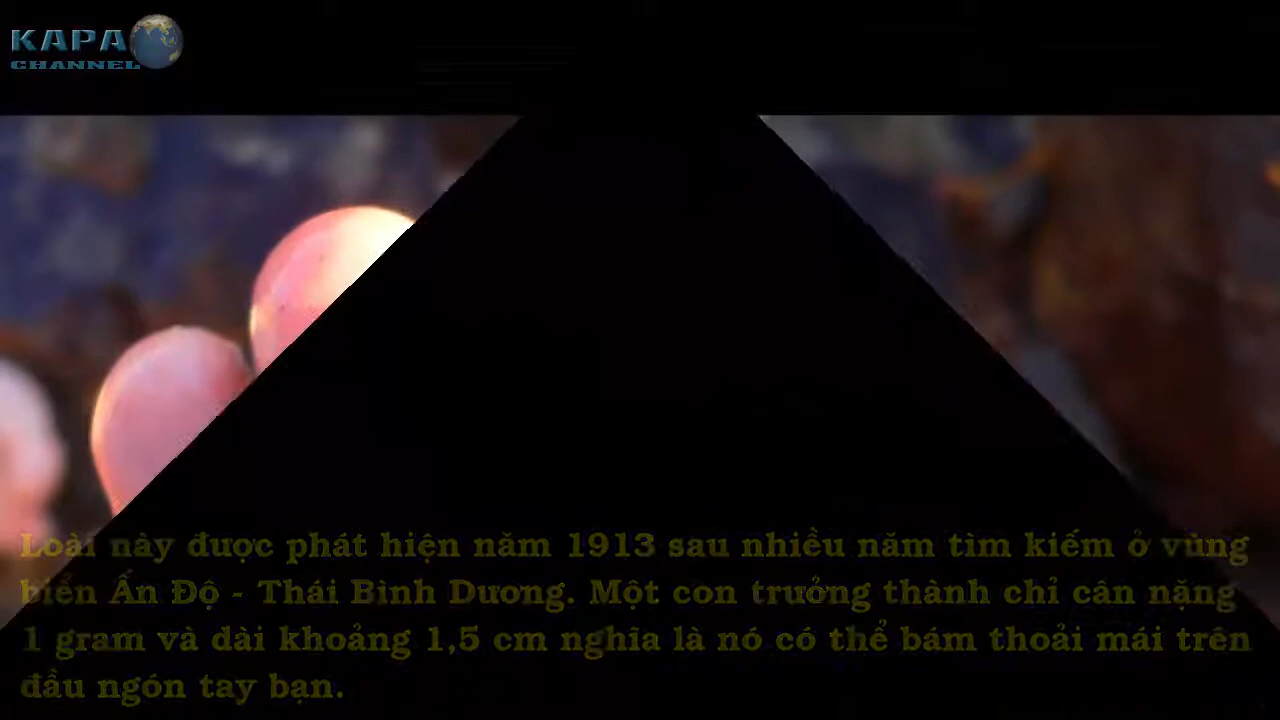 KAPA
CHANNEL
Loài này được phát hiện năm 1913 sau nhiều năm tìm kiếm ở vùng
biển Ấn Độ - Thái Bình Dương. Một con trưởng thành chỉ cân nặng
1 gram và dài khoảng 1,5 cm nghĩa là nó có thể bám thoải mái trên
đầu ngón tay bạn.